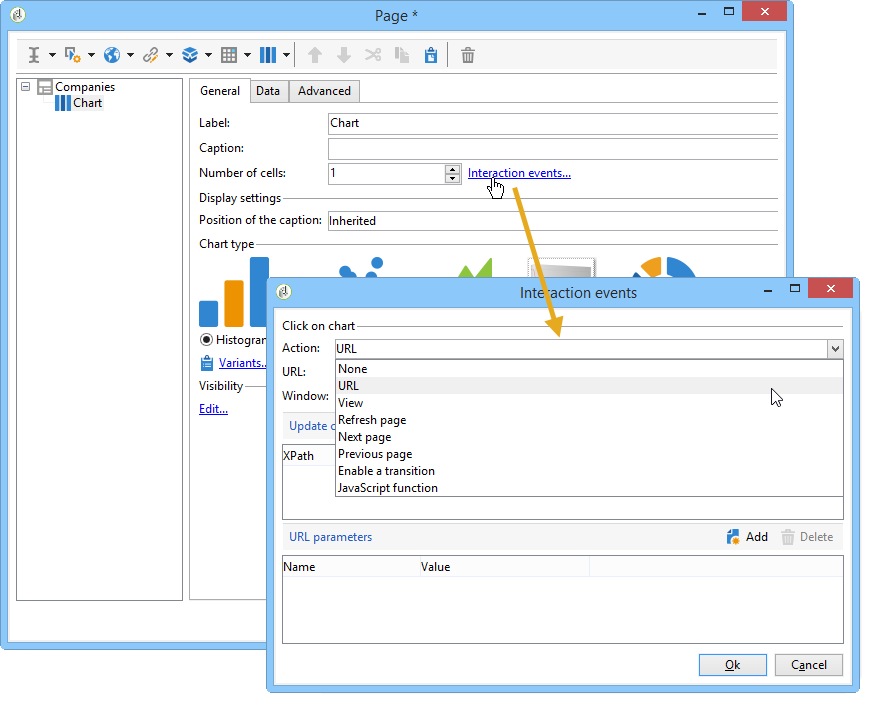 Page *
Companies
Chart
General Data Advanced
Label: Chart
Caption:
Number of cells: 1 Interaction events...
Display settings
Position of the caption: Inherited
Chart type
Histogran
Variants..
Visibility
Edit...
Interaction events
Click on chart
Action: URL
URL:
Window:
None
URL
View
Refresh page
Next page
Previous page
Enable a transition
JavaScript function
Update c
XPath
URL parameters Add Delete
Name Value
Ok Cancel